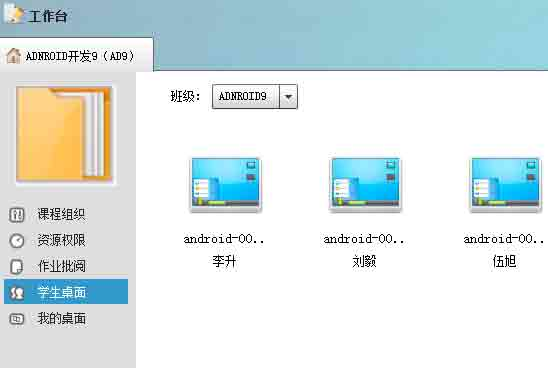 工作台
ADNROID开发9（AD9）
班级： ADNROID9
课程组织
资源权限
作业批阅
学生桌面
我的桌面
android-00.. android-00.. android-00..
李升 刘毅 伍旭